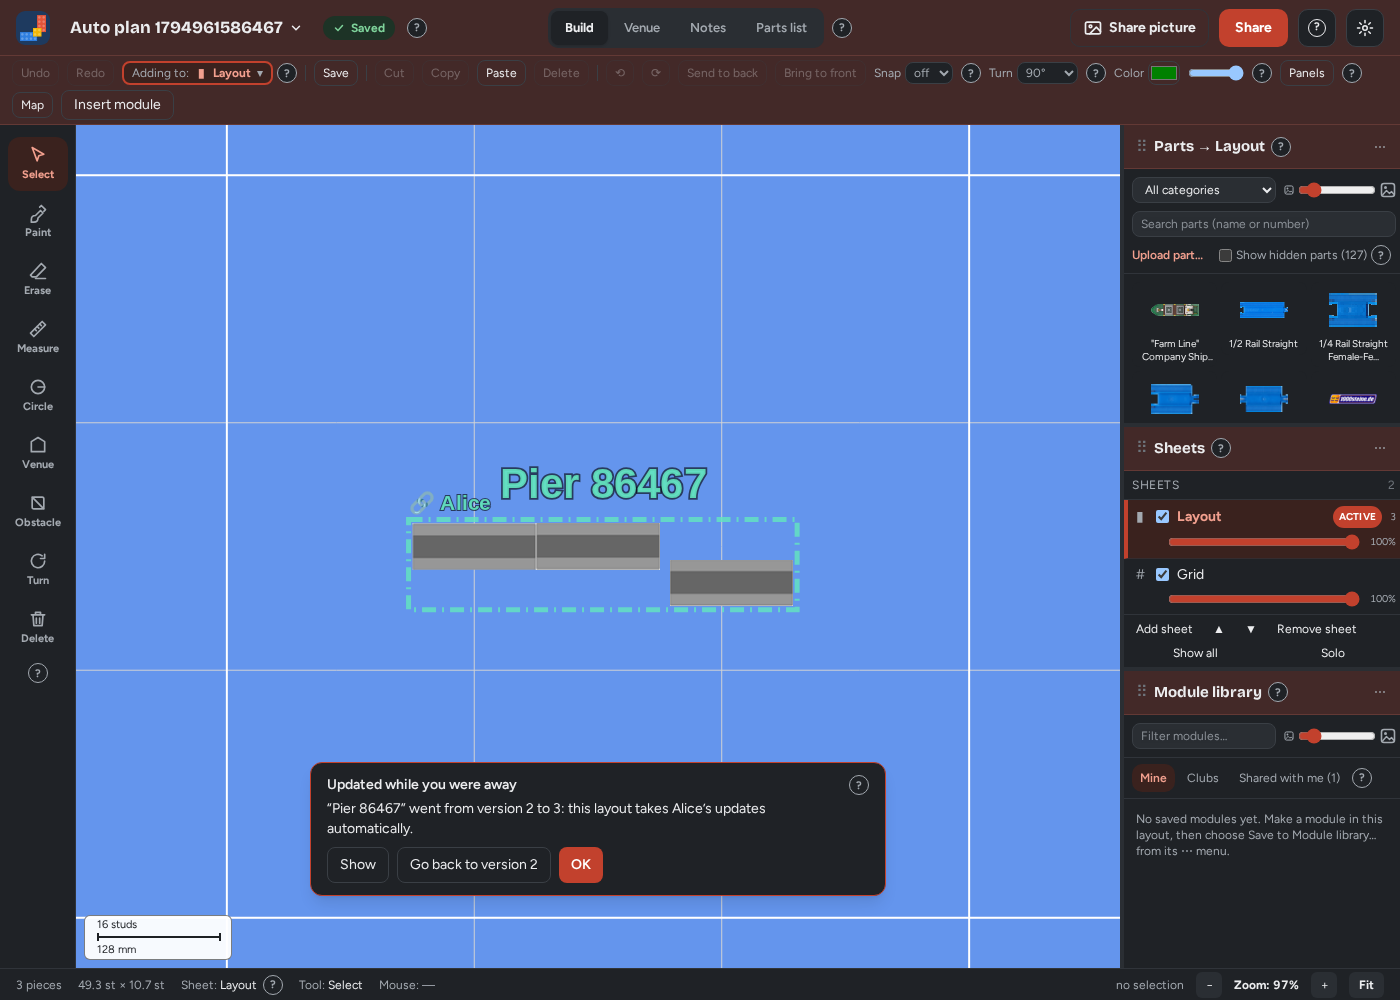 Auto plan 1794961586467
Saved
?
Build
Venue
Notes
Parts list
?
Share picture
Share
?
Undo
Redo
Adding to: Layout
?
Save
Cut
Copy
Paste
Delete
Send to back
Bring to front
Snap off
?
Turn 90°
?
Color
?
Panels
?
Map
Insert module
Select
Paint
Erase
Measure
Circle
Venue
Obstacle
Turn
Delete
?
Pier 86467
Alice
Updated while you were away
?
“Pier 86467” went from version 2 to 3: this layout takes Alice’s updates
automatically.
Show
Go back to version 2
OK
16 studs
128 mm
Parts → Layout ?
All categories
Search parts (name or number)
Upload part...
Show hidden parts (127)
?
"Farm Line"
Company Ship...
1/2 Rail Straight
1/4 Rail Straight
Female-Fe...
1000steine.de
Sheets ?
SHEETS 2
Layout ACTIVE 3
100%
# Grid
100%
Add sheet ▲ ▼ Remove sheet
Show all Solo
Module library ?
Filter modules...
Mine
Clubs
Shared with me (1)
?
No saved modules yet. Make a module in this
layout, then choose Save to Module library...
from its ··· menu.
3 pieces
49.3 st × 10.7 st
Sheet: Layout ?
Tool: Select
Mouse: —
no selection
-
Zoom: 97%
+
Fit